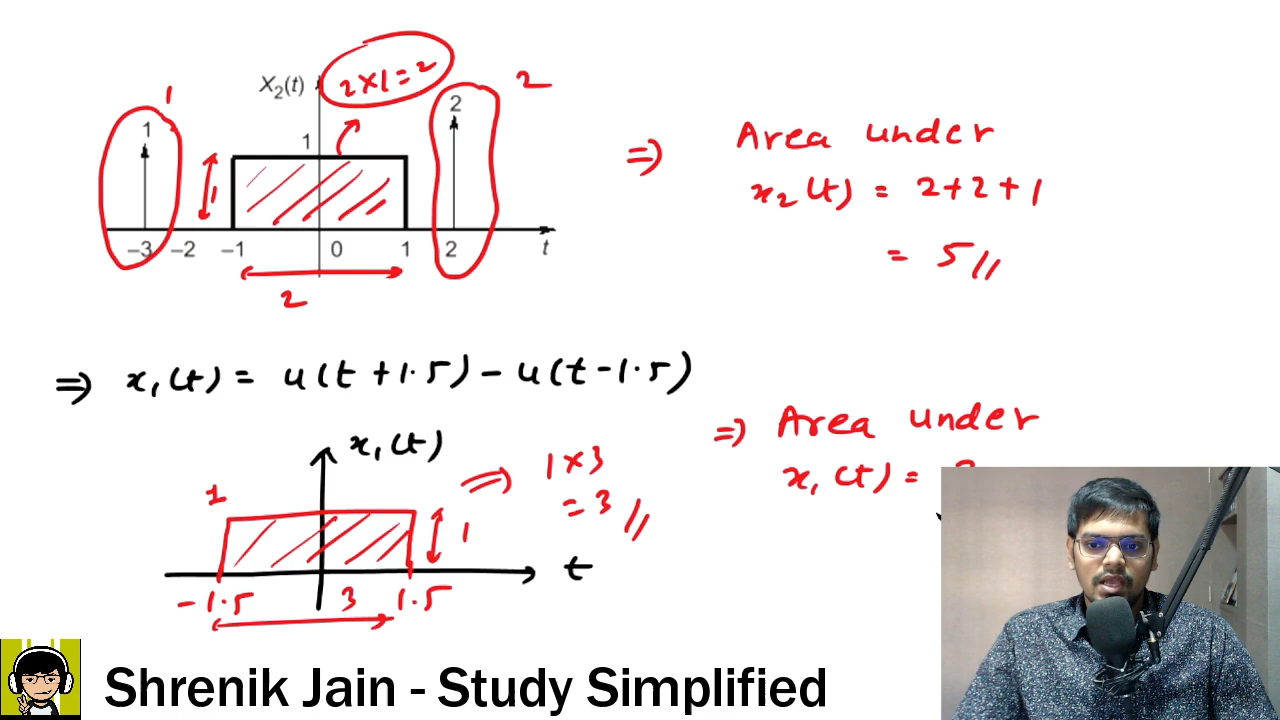 X₂(t)
2×1=2
2
1
1
2
1
1
–3 –2 –1 0 1 2 t
2
⇒ Area under
x₂(t) = 2+2+1
= 5//
⇒ x₁(t) = u(t+1.5) – u(t–1.5)
x₁(t)
1
⇒ 1×3
= 3//
1
t
–1.5 3 1.5
⇒ Area under
x₁(t) =
Shrenik Jain - Study Simplified